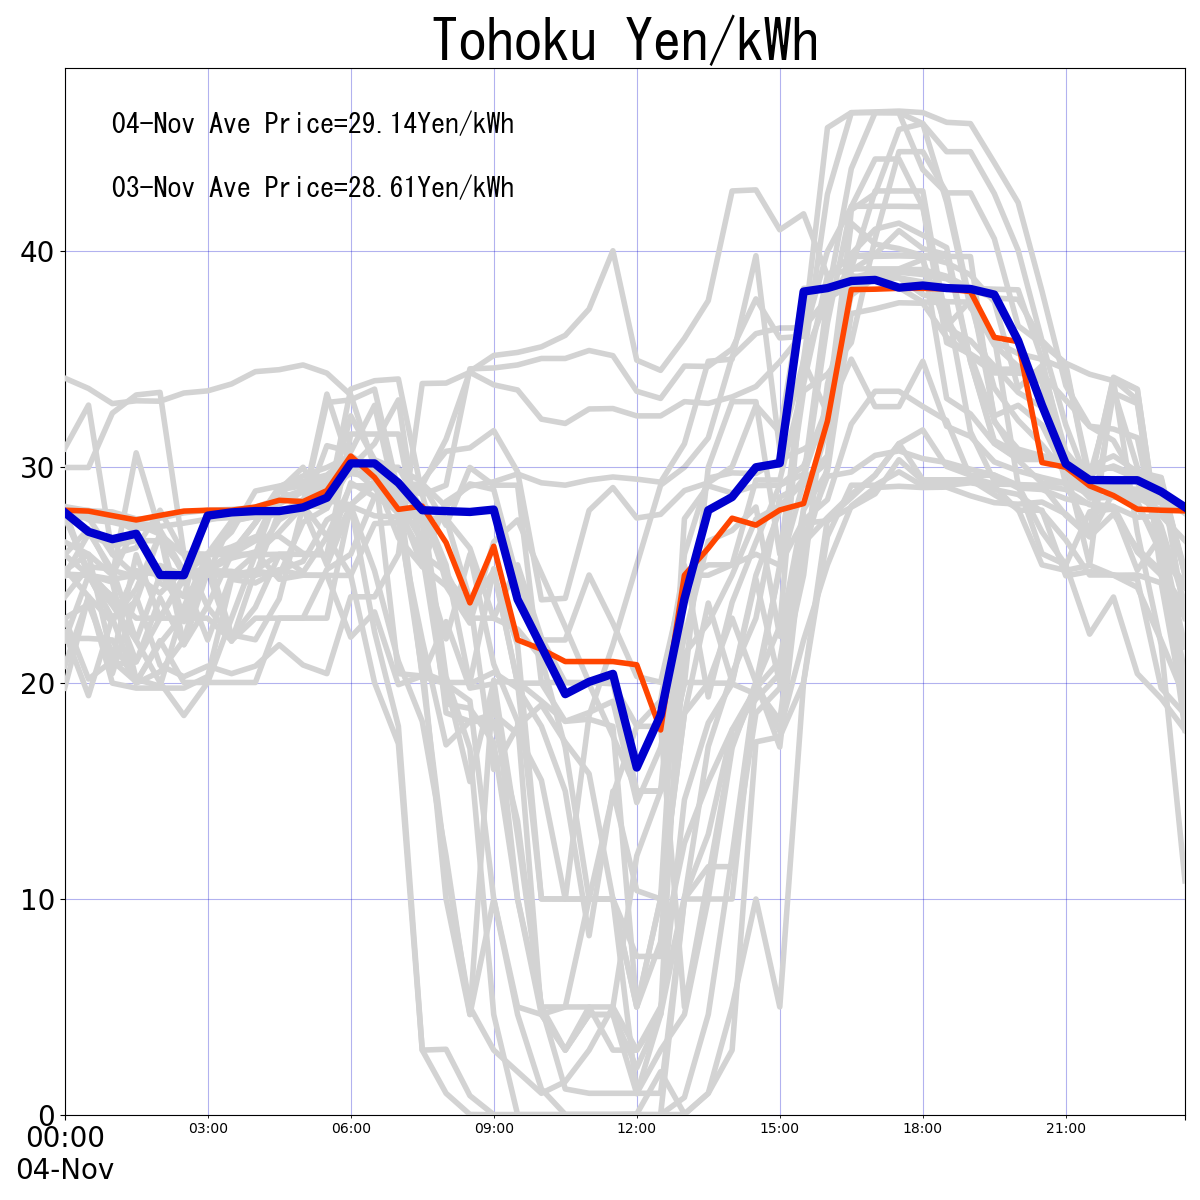 Tohoku Yen/kWh
04-Nov Ave Price=29.14Yen/kWh
03-Nov Ave Price=28.61Yen/kWh
40
30
20
10
0
00:00 03:00 06:00 09:00 12:00 15:00 18:00 21:00
04-Nov